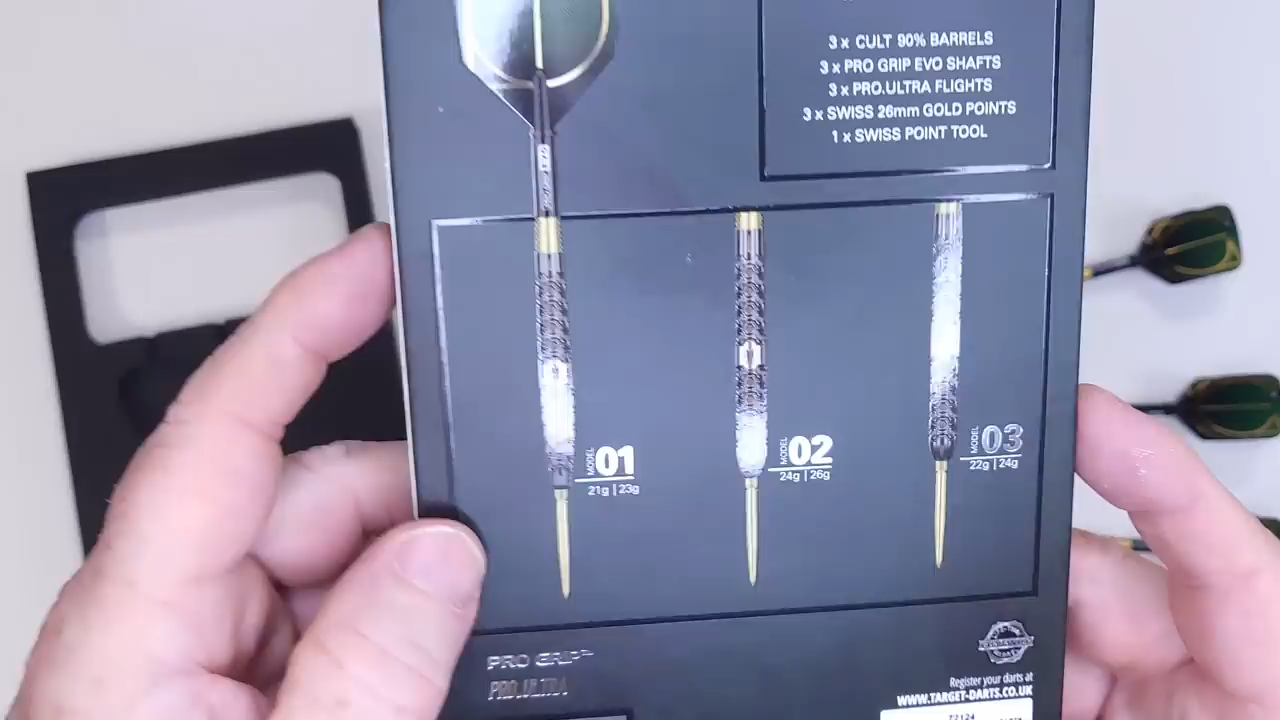 3 x CULT 90% BARRELS
3 x PRO GRIP EVO SHAFTS
3 x PRO.ULTRA FLIGHTS
3 x SWISS 26mm GOLD POINTS
1 x SWISS POINT TOOL
MODEL 01
21g | 23g
MODEL 02
24g | 26g
MODEL 03
22g | 24g
PRO GRIP
PRO.ULTRA
Register your darts at
WWW.TARGET-DARTS.CO.UK
72124